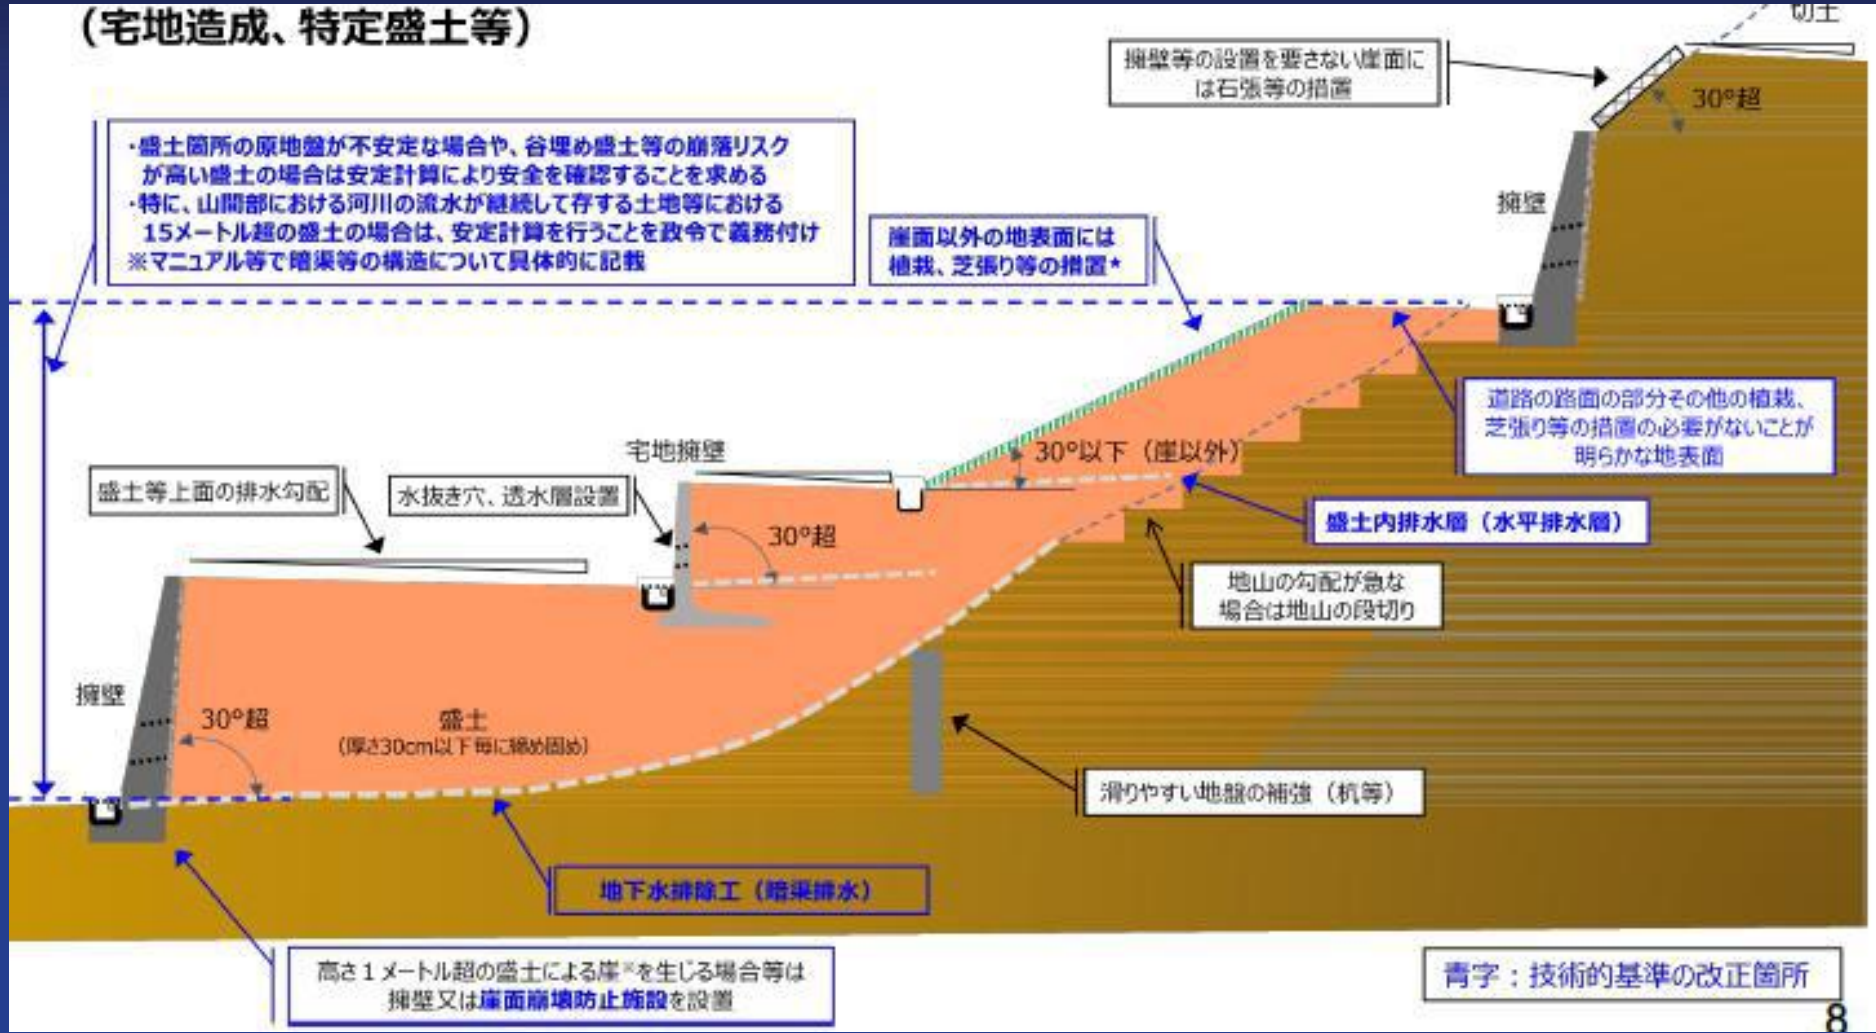 (宅地造成、特定盛土等)
切土
擁壁等の設置を要さない崖面に
は石張等の措置
30°超
・盛土箇所の原地盤が不安定な場合や、谷埋め盛土等の崩落リスク
が高い盛土の場合は安定計算により安全を確認することを求める
・特に、山間部における河川の流水が継続して存する土地等における
15メートル超の盛土の場合は、安定計算を行うことを政令で義務付け
※マニュアル等で暗渠等の構造について具体的に記載
擁壁
崖面以外の地表面には
植栽、芝張り等の措置★
道路の路面の部分その他の植栽、
芝張り等の措置の必要がないことが
明らかな地表面
宅地擁壁
30°以下(崖以外)
盛土等上面の排水勾配
水抜き穴、透水層設置
30°超
盛土内排水層(水平排水層)
地山の勾配が急な
場合は地山の段切り
擁壁
30°超
盛土
(厚さ30cm以下毎に締め固め)
滑りやすい地盤の補強(杭等)
地下水排除工(暗渠排水)
高さ1メートル超の盛土による崖※を生じる場合等は
擁壁又は崖面崩壊防止施設を設置
青字:技術的基準の改正箇所
8